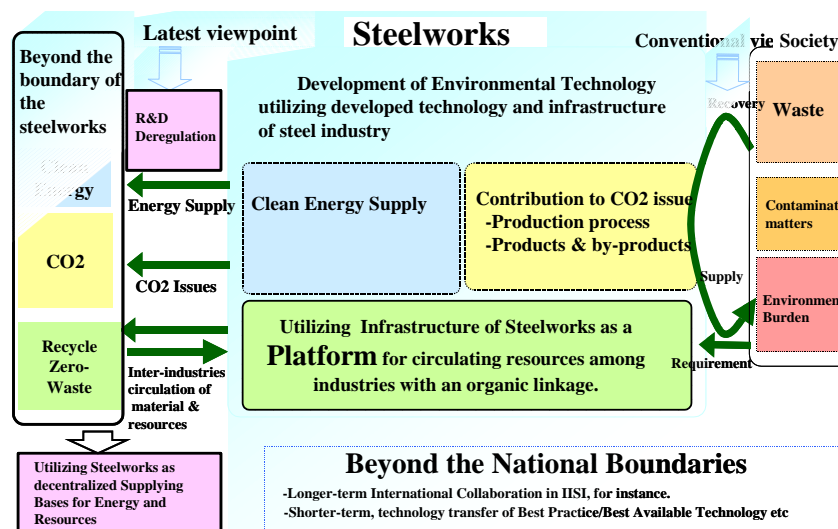 Latest viewpoint
Steelworks
Conventional vie
Society
Beyond the
boundary of
the
steelworks
Clean
Energy
CO2
Recycle
Zero-
Waste
R&D
Deregulation
Energy Supply
CO2 Issues
Inter-industries
circulation of
material &
resources
Utilizing Steelworks as
decentralized Supplying
Bases for Energy and
Resources
Development of Environmental Technology
utilizing developed technology and infrastructure
of steel industry
Clean Energy Supply
Contribution to CO2 issue
-Production process
-Products & by-products
Utilizing Infrastructure of Steelworks as a
Platform for circulating resources among
industries with an organic linkage.
Recovery
Supply
Requirement
Waste
Contaminat
matters
Environmen
Burden
Beyond the National Boundaries
-Longer-term International Collaboration in IISI, for instance.
-Shorter-term, technology transfer of Best Practice/Best Available Technology etc